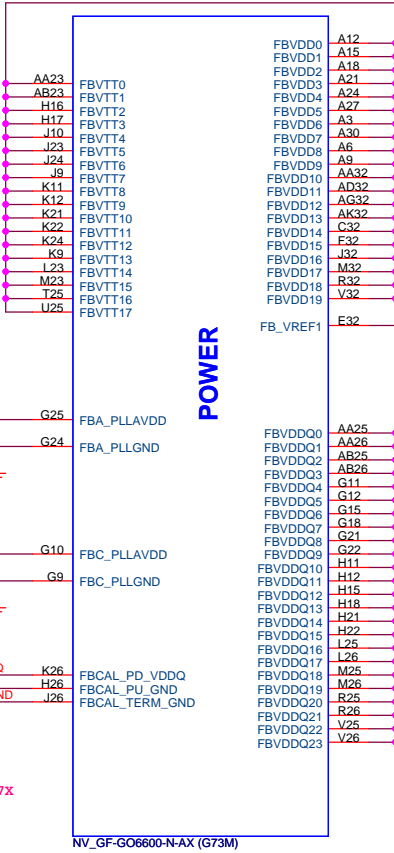 AA23 FBVTT0
AB23 FBVTT1
H16 FBVTT2
H17 FBVTT3
J10 FBVTT4
J23 FBVTT5
J24 FBVTT6
J9 FBVTT7
K11 FBVTT8
K12 FBVTT9
K21 FBVTT10
K22 FBVTT11
K24 FBVTT12
K9 FBVTT13
L23 FBVTT14
M23 FBVTT15
T25 FBVTT16
U25 FBVTT17
G25 FBA_PLLAVDD
G24 FBA_PLLGND
G10 FBC_PLLAVDD
G9 FBC_PLLGND
K26 FBCAL_PD_VDDQ
H26 FBCAL_PU_GND
J26 FBCAL_TERM_GND
ND
7X
POWER
FBVDD0 A12
FBVDD1 A15
FBVDD2 A18
FBVDD3 A21
FBVDD4 A24
FBVDD5 A27
FBVDD6 A3
FBVDD7 A30
FBVDD8 A6
FBVDD9 A9
FBVDD10 AA32
FBVDD11 AD32
FBVDD12 AG32
FBVDD13 AK32
FBVDD14 C32
FBVDD15 F32
FBVDD16 J32
FBVDD17 M32
FBVDD18 R32
FBVDD19 V32
FB_VREF1 E32
FBVDDQ0 AA25
FBVDDQ1 AA26
FBVDDQ2 AB25
FBVDDQ3 AB26
FBVDDQ4 G11
FBVDDQ5 G12
FBVDDQ6 G15
FBVDDQ7 G18
FBVDDQ8 G21
FBVDDQ9 G22
FBVDDQ10 H11
FBVDDQ11 H12
FBVDDQ12 H15
FBVDDQ13 H18
FBVDDQ14 H21
FBVDDQ15 H22
FBVDDQ16 L25
FBVDDQ17 L26
FBVDDQ18 M25
FBVDDQ19 M26
FBVDDQ20 R25
FBVDDQ21 R26
FBVDDQ22 V25
FBVDDQ23 V26
NV_GF-GO6600-N-AX (G73M)